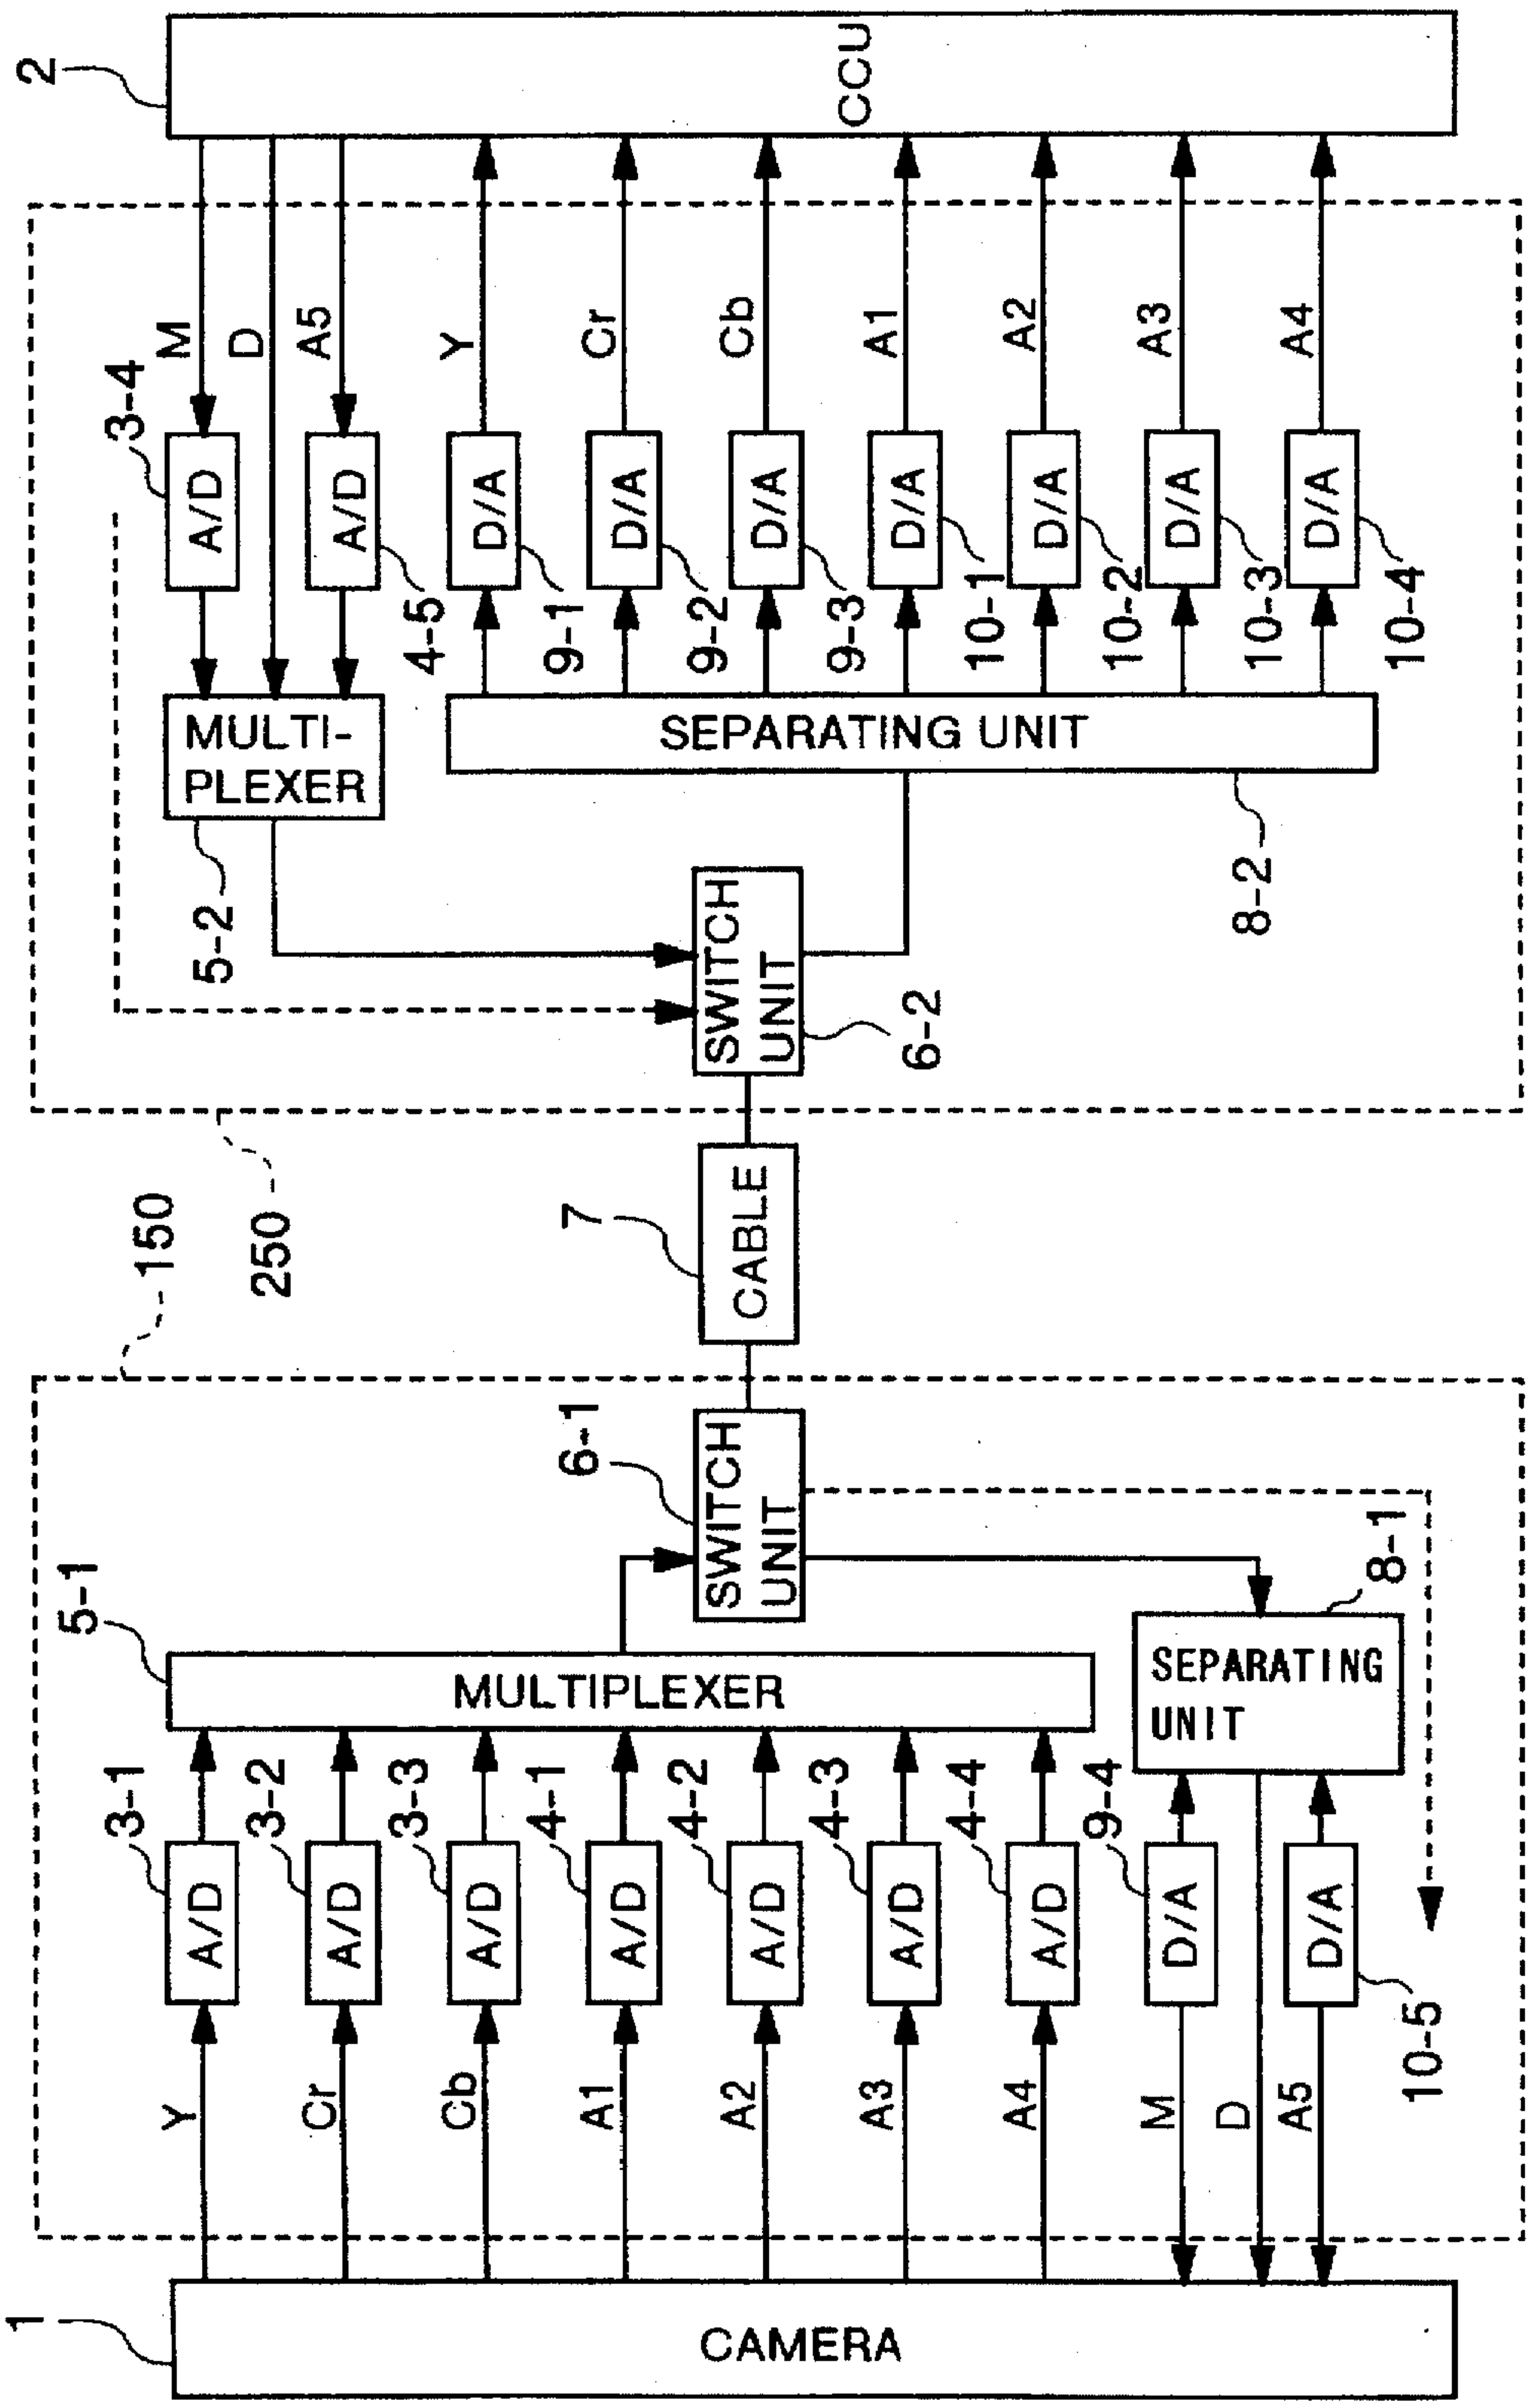 1
CAMERA
Y
Cr
Cb
A1
A2
A3
A4
M
D
A5
A/D
3-1
A/D
3-2
A/D
3-3
A/D
4-1
A/D
4-2
A/D
4-3
A/D
4-4
D/A
9-4
D/A
10-5
5-1
MULTIPLEXER
SEPARATING
UNIT
8-1
6-1
SWITCH
UNIT
150
7
CABLE
250
SWITCH
UNIT
6-2
5-2
MULTI-
PLEXER
SEPARATING UNIT
8-2
A/D
3-4
A/D
4-5
D/A
9-1
D/A
9-2
D/A
9-3
D/A
10-1
D/A
10-2
D/A
10-3
D/A
10-4
M
D
A5
Y
Cr
Cb
A1
A2
A3
A4
2
CCU